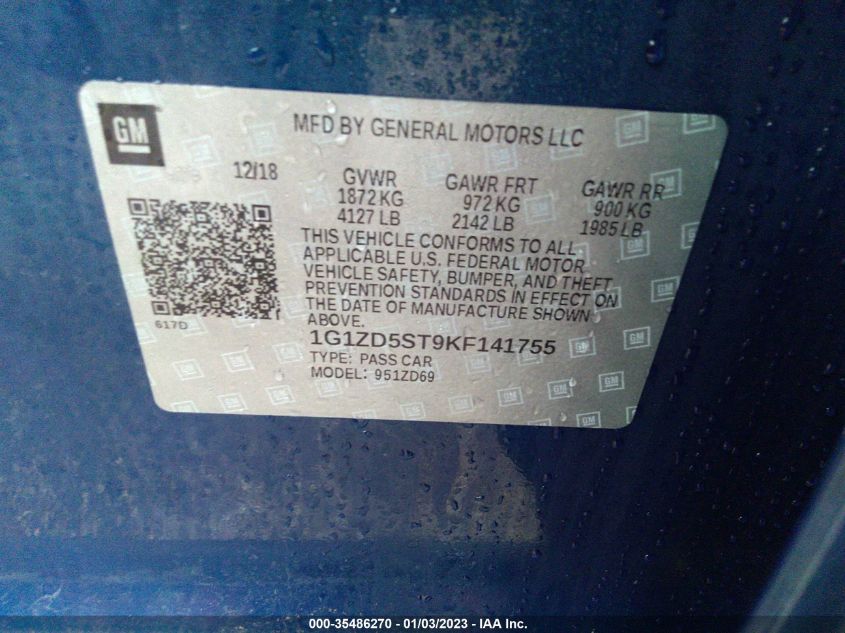 GM
MFD BY GENERAL MOTORS LLC
12/18
GVWR
1872 KG
4127 LB
GAWR FRT
972 KG
2142 LB
GAWR RR
900 KG
1985 LB
THIS VEHICLE CONFORMS TO ALL
APPLICABLE U.S. FEDERAL MOTOR
VEHICLE SAFETY, BUMPER, AND THEFT
PREVENTION STANDARDS IN EFFECT ON
THE DATE OF MANUFACTURE SHOWN
ABOVE.
617D
1G1ZD5ST9KF141755
TYPE: PASS CAR
MODEL: 951ZD69
000-35486270 - 01/03/2023 - IAA Inc.